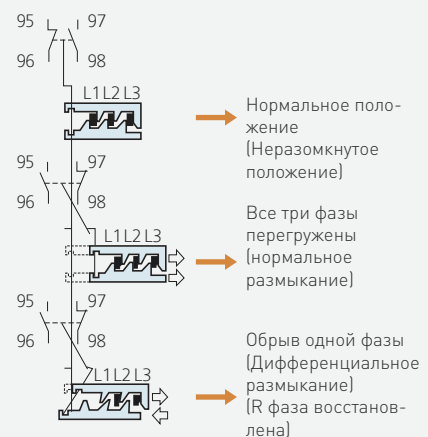 95 97
96 98
L1 L2 L3
Нормальное поло-
жение
(Неразомкнутое
положение)
95 97
96 98
L1 L2 L3
Все три фазы
перегружены
(нормальное
размыкание)
95 97
96 98
L1 L2 L3
Обрыв одной фазы
(Дифференциальное
размыкание)
(R фаза восстанов-
лена)